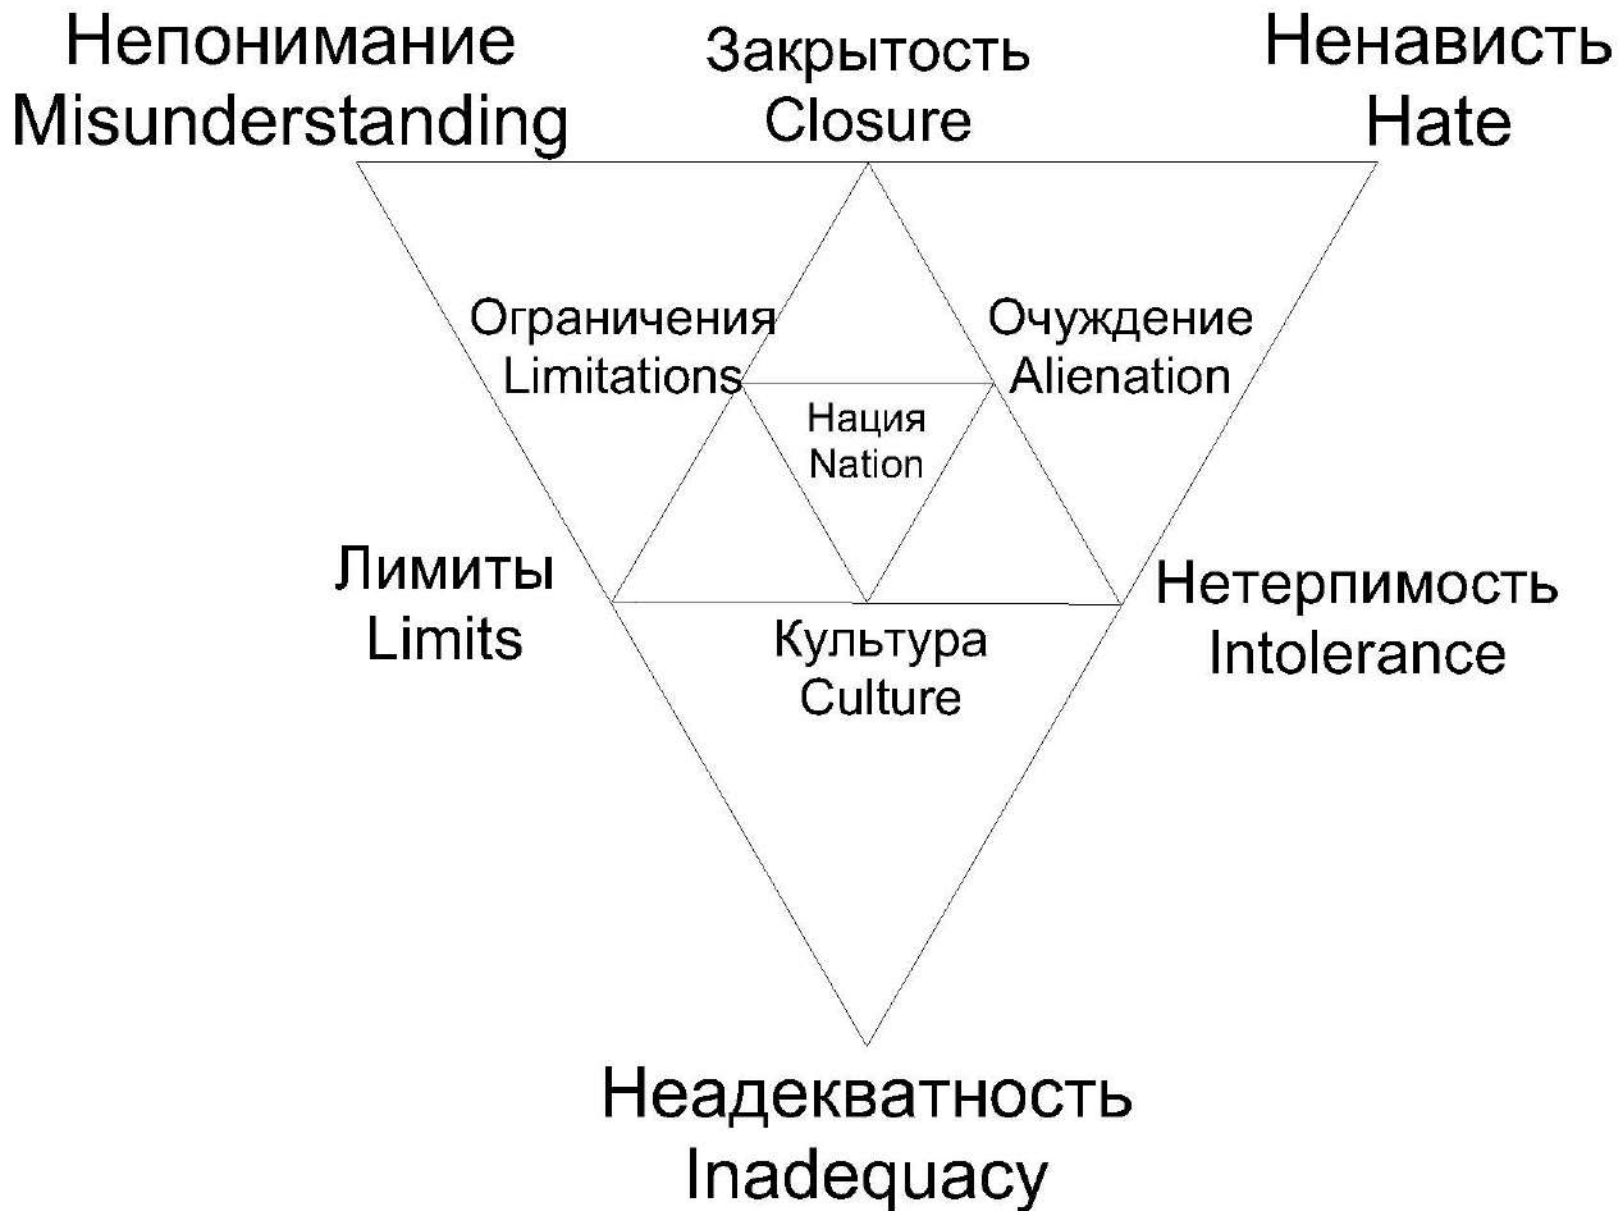 Непонимание
Misunderstanding
Закрытость
Closure
Ненависть
Hate
Ограничения
Limitations
Очуждение
Alienation
Нация
Nation
Лимиты
Limits
Культура
Culture
Нетерпимость
Intolerance
Неадекватность
Inadequacy